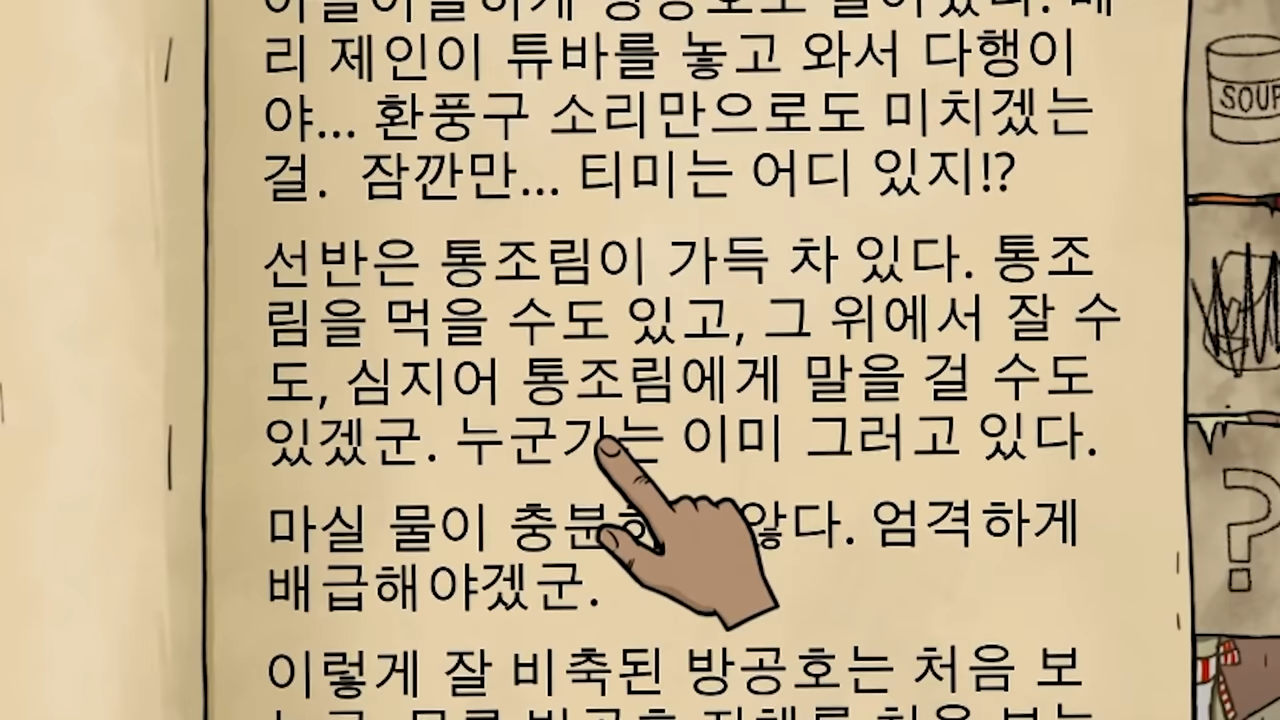 리 제인이 튜바를 놓고 와서 다행이
야... 환풍구 소리만으로도 미치겠는
걸. 잠깐만... 티미는 어디 있지!?
선반은 통조림이 가득 차 있다. 통조
림을 먹을 수도 있고, 그 위에서 잘 수
도, 심지어 통조림에게 말을 걸 수도
있겠군. 누군가는 이미 그러고 있다.
마실 물이 않다. 엄격하게
배급해야겠군.
이렇게 잘 비축된 방공호는 처음 보
SOUP
?